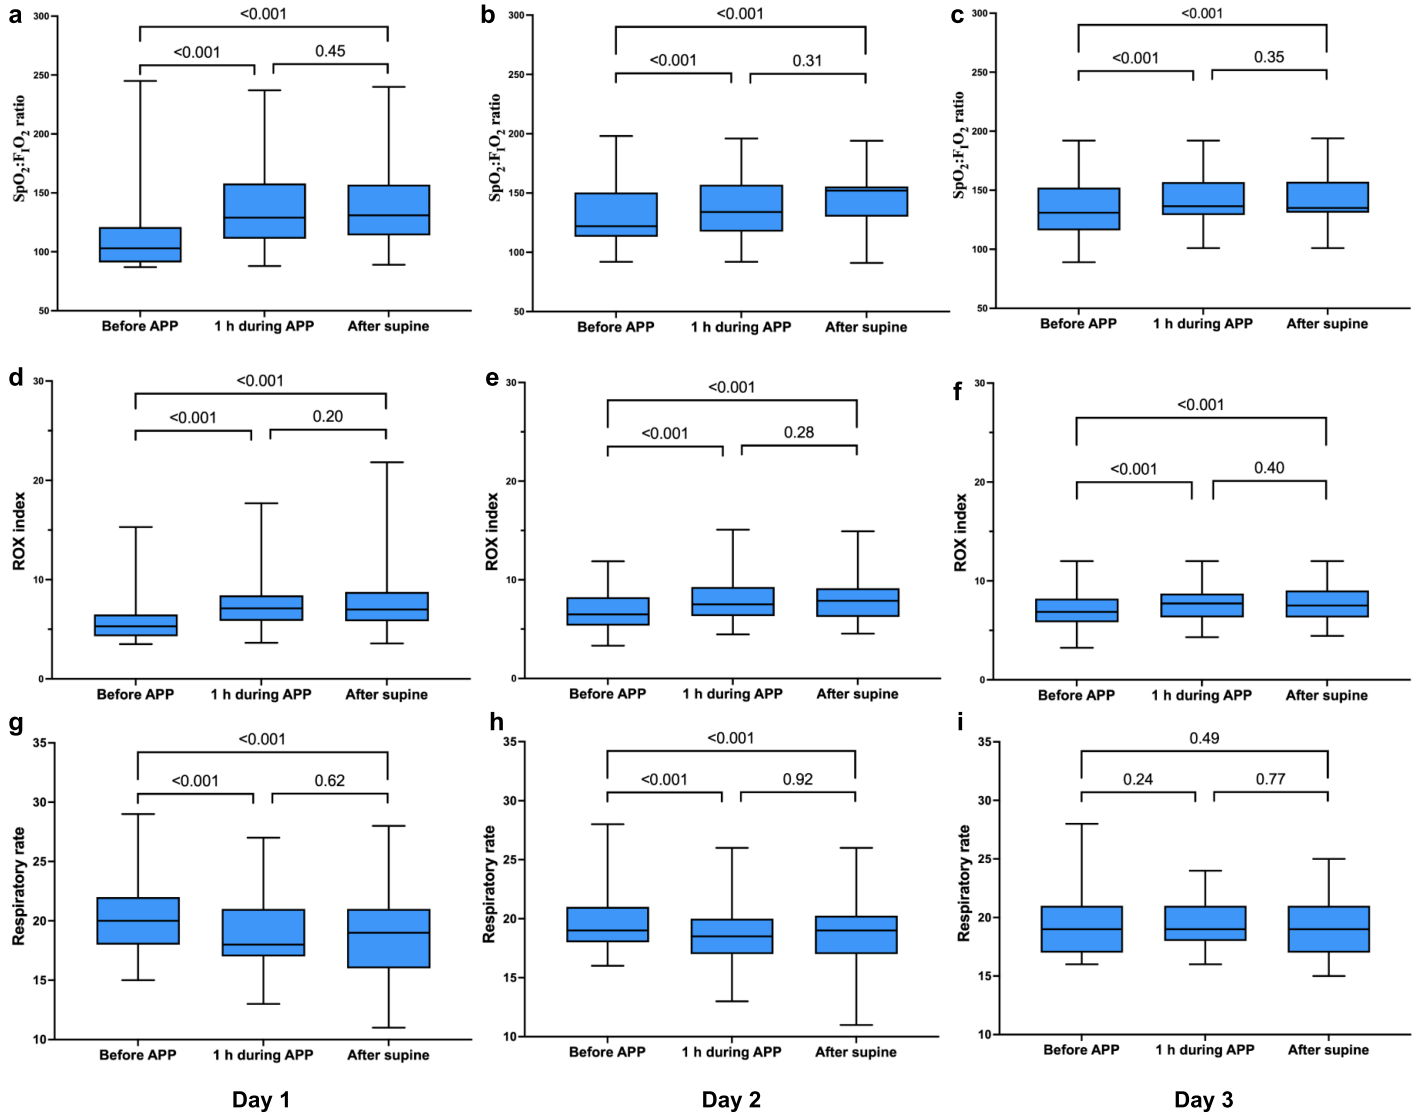 a
<0.001
<0.001
0.45
300
250
200
150
100
50
SpO2:FIO2 ratio
Before APP
1 h during APP
After supine
b
<0.001
<0.001
0.31
300
250
200
150
100
50
SpO2:FIO2 ratio
Before APP
1 h during APP
After supine
c
<0.001
<0.001
0.35
300
250
200
150
100
50
SpO2:FIO2 ratio
Before APP
1 h during APP
After supine
d
<0.001
<0.001
0.20
30
20
10
0
ROX index
Before APP
1 h during APP
After supine
e
<0.001
<0.001
0.28
30
20
10
0
ROX index
Before APP
1 h during APP
After supine
f
<0.001
<0.001
0.40
30
20
10
0
ROX index
Before APP
1 h during APP
After supine
g
<0.001
<0.001
0.62
35
30
25
20
15
10
Respiratory rate
Before APP
1 h during APP
After supine
h
<0.001
<0.001
0.92
35
30
25
20
15
10
Respiratory rate
Before APP
1 h during APP
After supine
i
0.49
0.24
0.77
35
30
25
20
15
10
Respiratory rate
Before APP
1 h during APP
After supine
Day 1
Day 2
Day 3